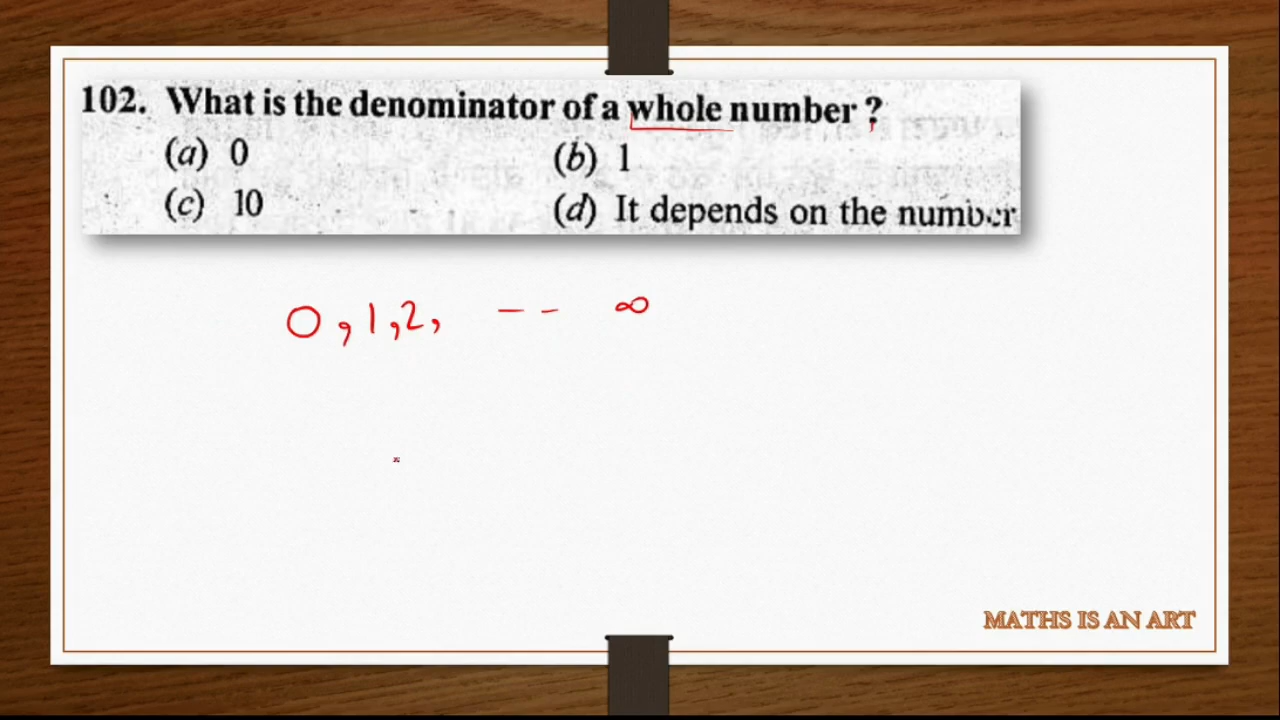 102. What is the denominator of a whole number ?
(a) 0 (b) 1
(c) 10 (d) It depends on the number
0 , 1 , 2 , - - ∞
MATHS IS AN ART